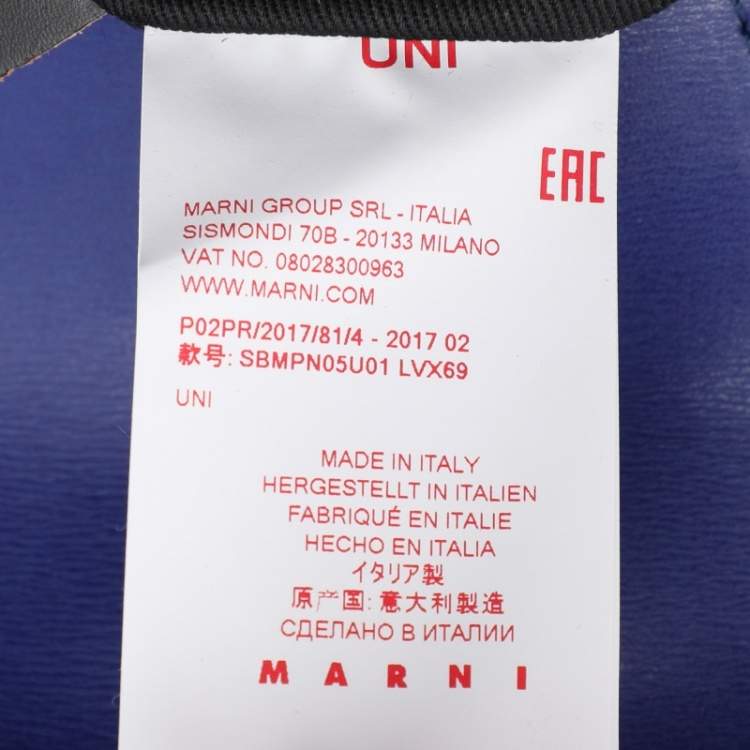 UNI
EAC
MARNI GROUP SRL - ITALIA
SISMONDI 70B - 20133 MILANO
VAT NO. 08028300963
WWW.MARNI.COM
P02PR/2017/81/4 - 2017 02
款号: SBMPN05U01 LVX69
UNI
MADE IN ITALY
HERGESTELLT IN ITALIEN
FABRIQUÉ EN ITALIE
HECHO EN ITALIA
イタリア製
原产国: 意大利製造
СДЕЛАНО В ИТАЛИИ
MARNI